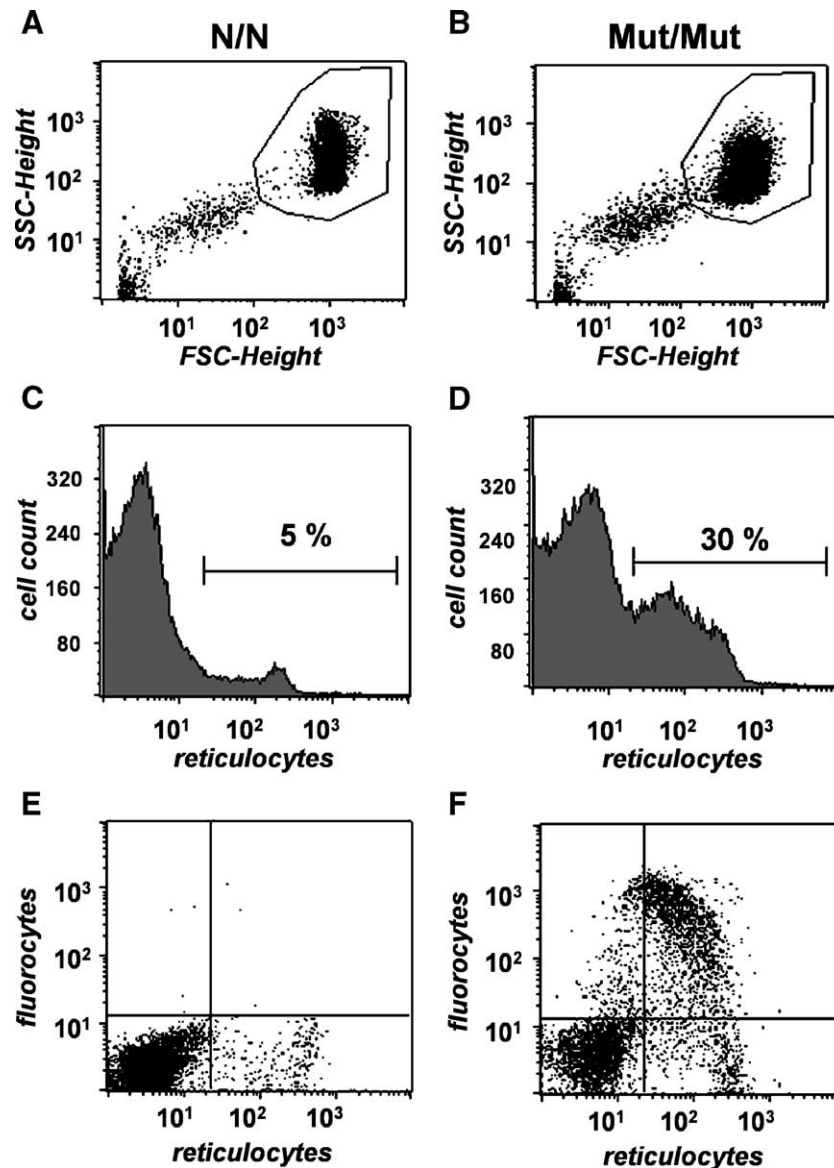 A
N/N
B
Mut/Mut
SSC-Height
10³
10²
10¹
10¹ 10² 10³
FSC-Height
SSC-Height
10³
10²
10¹
10¹ 10² 10³
FSC-Height
C
cell count
320
240
160
80
5 %
10¹ 10² 10³
reticulocytes
D
cell count
320
240
160
80
30 %
10¹ 10² 10³
reticulocytes
E
fluorocytes
10³
10²
10¹
10¹ 10² 10³
reticulocytes
F
fluorocytes
10³
10²
10¹
10¹ 10² 10³
reticulocytes